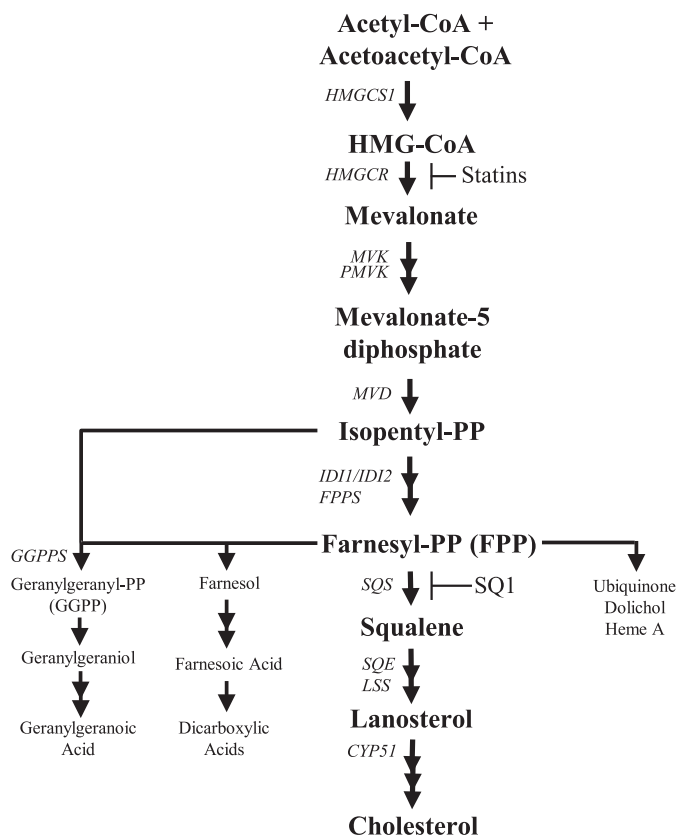 Acetyl-CoA +
Acetoacetyl-CoA
HMGCS1
HMG-CoA
HMGCR
Statins
Mevalonate
MVK
PMVK
Mevalonate-5
diphosphate
MVD
Isopentyl-PP
IDI1/IDI2
FPPS
Farnesyl-PP (FPP)
GGPPS
Geranylgeranyl-PP
(GGPP)
Geranylgeraniol
Geranylgeranoic
Acid
Farnesol
Farnesoic Acid
Dicarboxylic
Acids
SQS
SQ1
Squalene
SQE
LSS
Lanosterol
CYP51
Cholesterol
Ubiquinone
Dolichol
Heme A